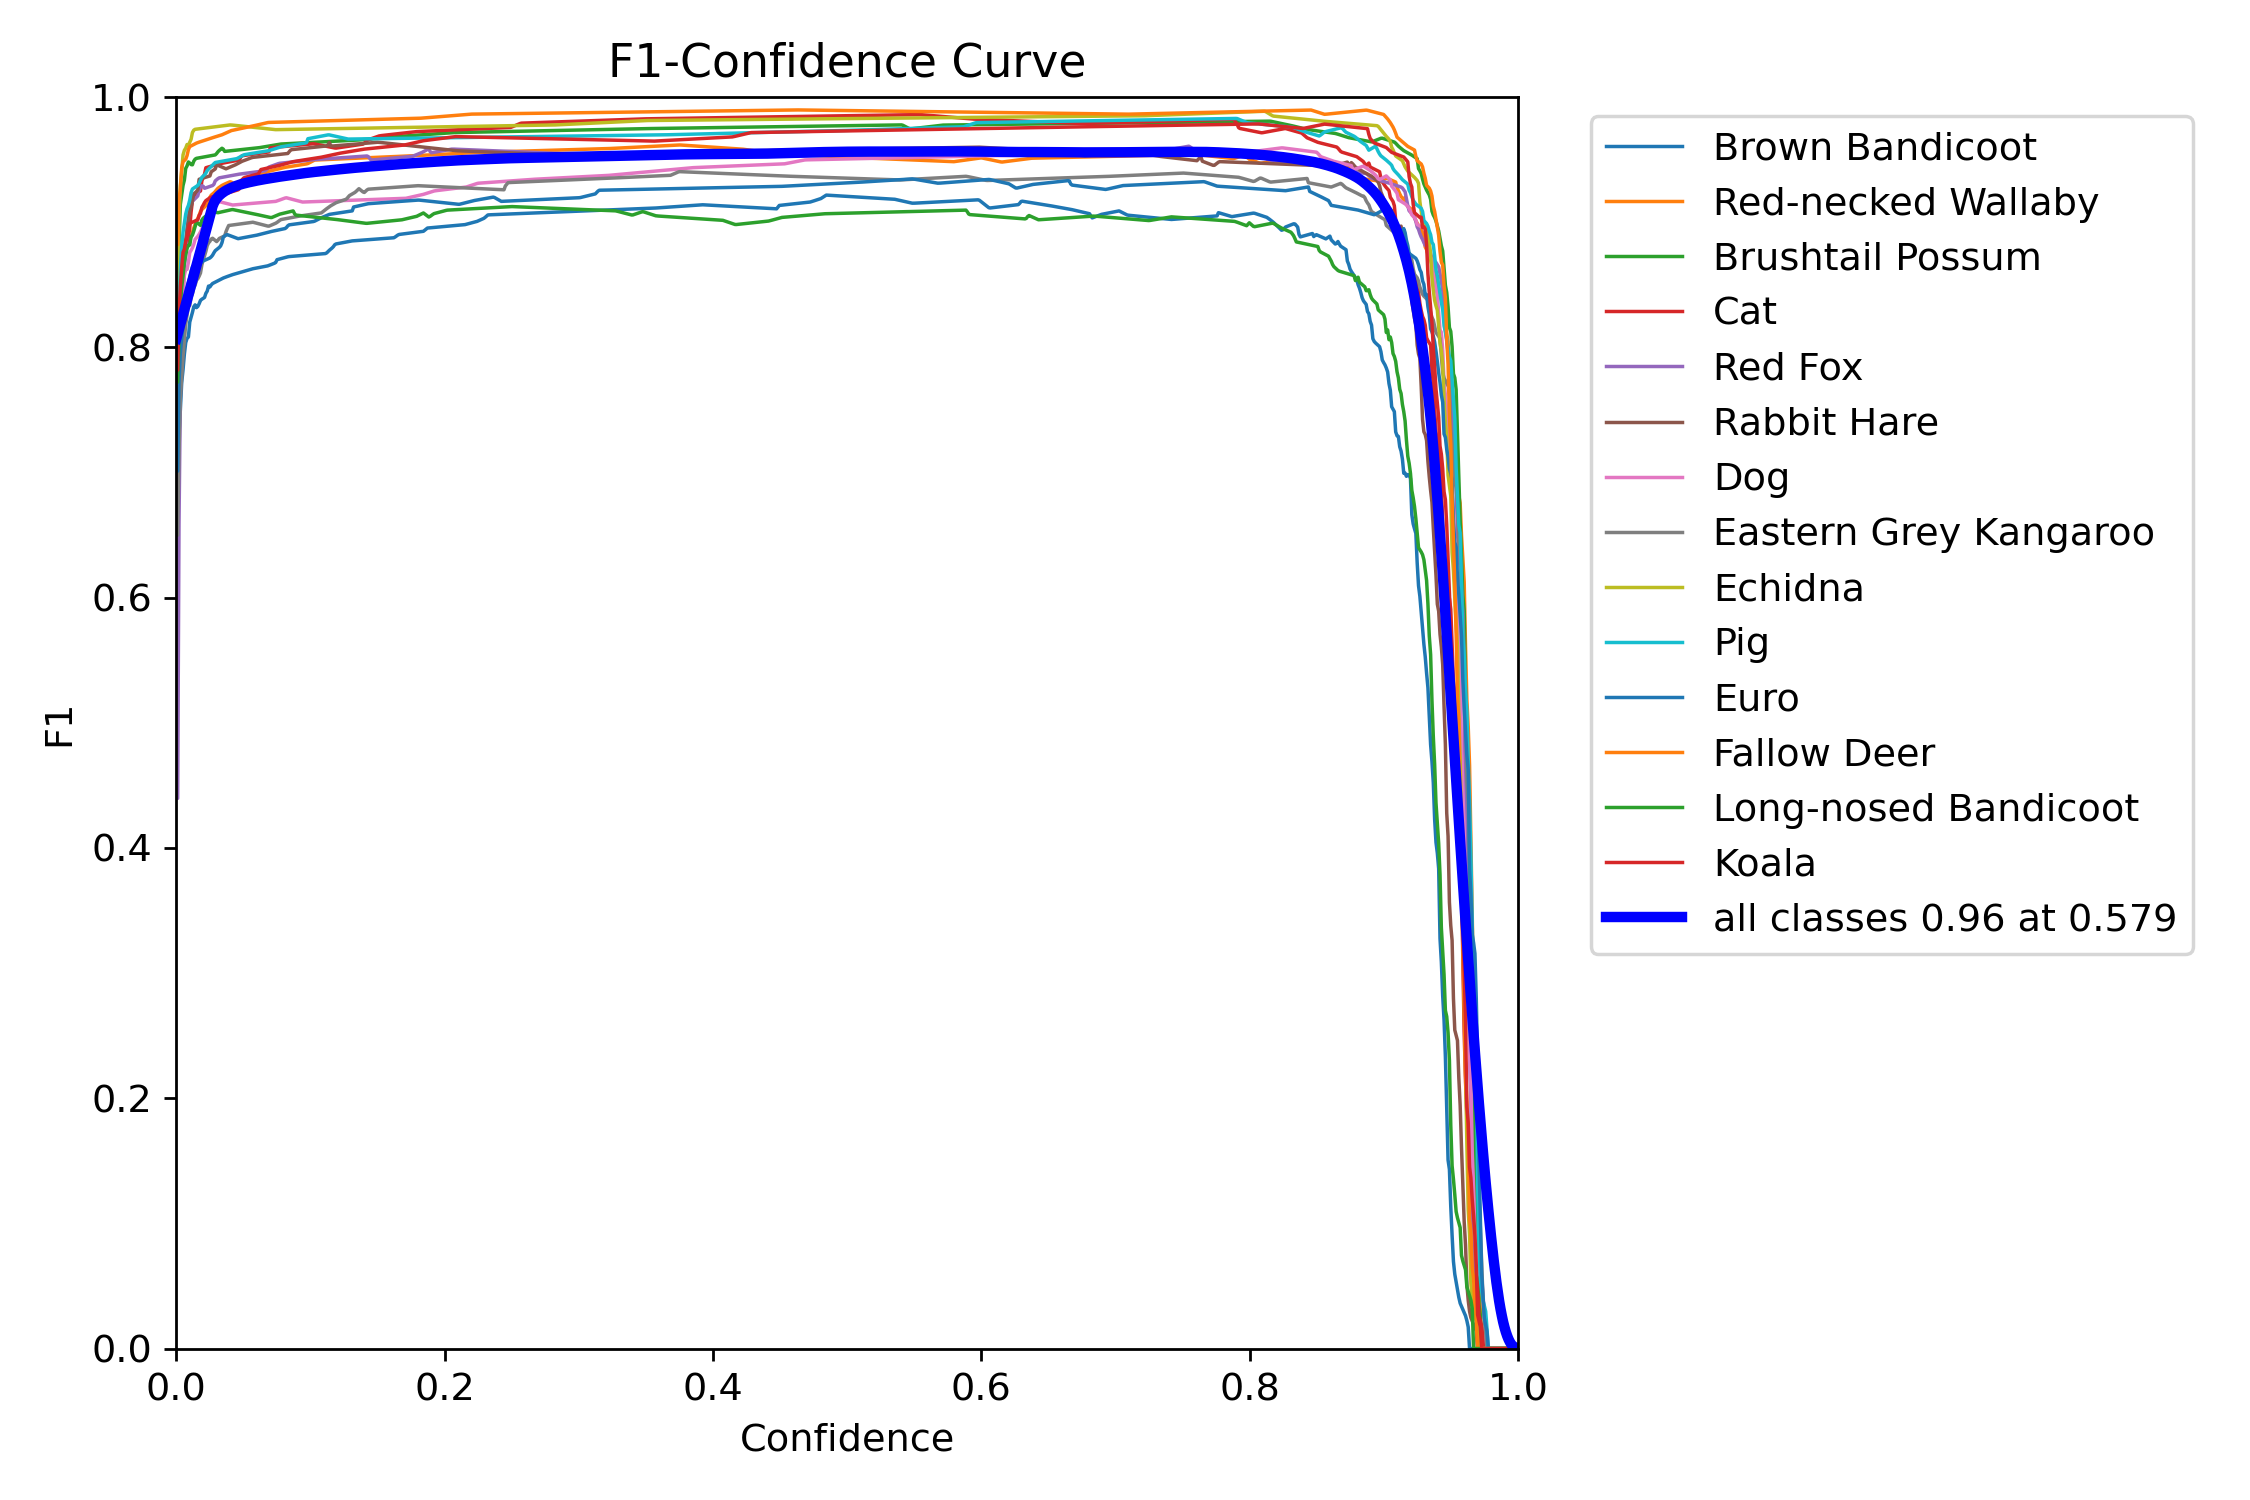 F1-Confidence Curve
1.0
0.8
0.6
0.4
0.2
0.0
F1
0.0 0.2 0.4 0.6 0.8 1.0
Confidence
Brown Bandicoot
Red-necked Wallaby
Brushtail Possum
Cat
Red Fox
Rabbit Hare
Dog
Eastern Grey Kangaroo
Echidna
Pig
Euro
Fallow Deer
Long-nosed Bandicoot
Koala
all classes 0.96 at 0.579